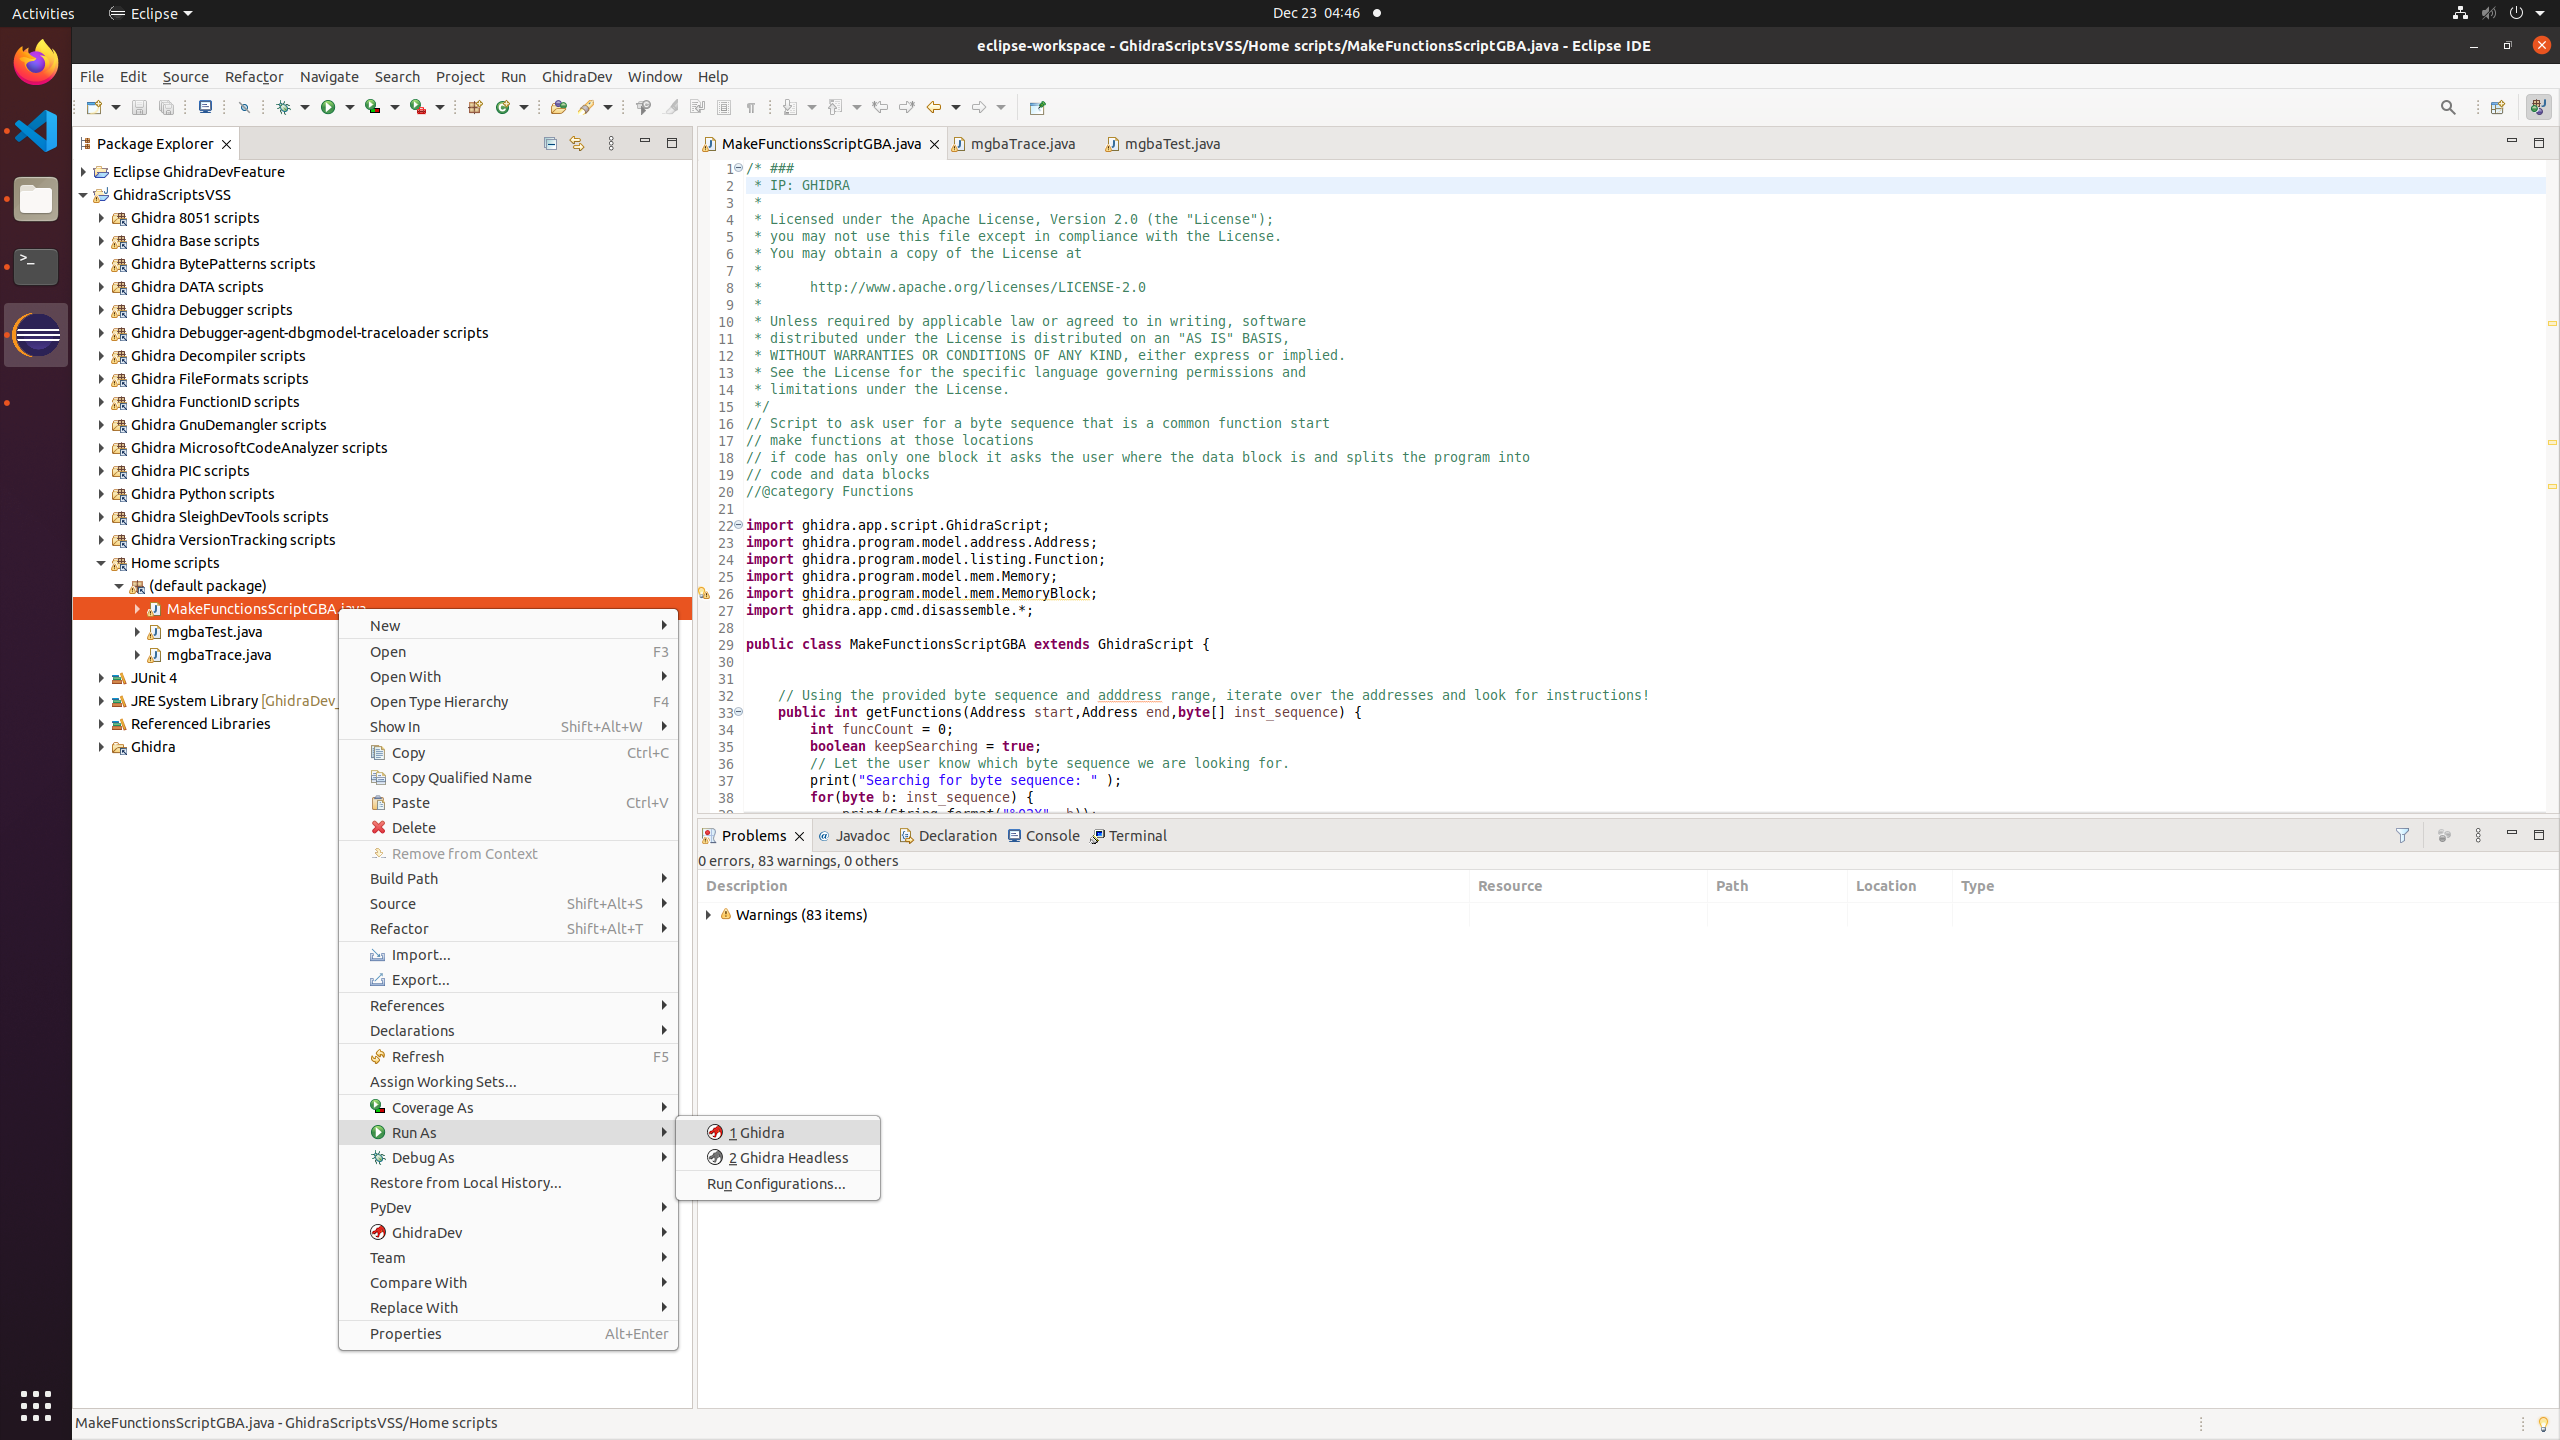 Activities
Eclipse
Dec 23 04:46
eclipse-workspace - GhidraScriptsVSS/Home scripts/MakeFunctionsScriptGBA.java - Eclipse IDE
File Edit Source Refactor Navigate Search Project Run GhidraDev Window Help
Package Explorer
Eclipse GhidraDevFeature
GhidraScriptsVSS
Ghidra 8051 scripts
Ghidra Base scripts
Ghidra BytePatterns scripts
Ghidra DATA scripts
Ghidra Debugger scripts
Ghidra Debugger-agent-dbgmodel-traceloader scripts
Ghidra Decompiler scripts
Ghidra FileFormats scripts
Ghidra FunctionID scripts
Ghidra GnuDemangler scripts
Ghidra MicrosoftCodeAnalyzer scripts
Ghidra PIC scripts
Ghidra Python scripts
Ghidra SleighDevTools scripts
Ghidra VersionTracking scripts
Home scripts
(default package)
MakeFunctionsScriptGBA.java
mgbaTest.java
mgbaTrace.java
JUnit 4
JRE System Library [GhidraDev_
Referenced Libraries
Ghidra
New
Open F3
Open With
Open Type Hierarchy F4
Show In Shift+Alt+W
Copy Ctrl+C
Copy Qualified Name
Paste Ctrl+V
Delete
Remove from Context
Build Path
Source Shift+Alt+S
Refactor Shift+Alt+T
Import...
Export...
References
Declarations
Refresh F5
Assign Working Sets...
Coverage As
Run As
Debug As
Restore from Local History...
PyDev
GhidraDev
Team
Compare With
Replace With
Properties Alt+Enter
1 Ghidra
2 Ghidra Headless
Run Configurations...
MakeFunctionsScriptGBA.java mgbaTrace.java mgbaTest.java
1 /* ###
2 * IP: GHIDRA
3 *
4 * Licensed under the Apache License, Version 2.0 (the "License");
5 * you may not use this file except in compliance with the License.
6 * You may obtain a copy of the License at
7 *
8 * http://www.apache.org/licenses/LICENSE-2.0
9 *
10 * Unless required by applicable law or agreed to in writing, software
11 * distributed under the License is distributed on an "AS IS" BASIS,
12 * WITHOUT WARRANTIES OR CONDITIONS OF ANY KIND, either express or implied.
13 * See the License for the specific language governing permissions and
14 * limitations under the License.
15 */
16 // Script to ask user for a byte sequence that is a common function start
17 // make functions at those locations
18 // if code has only one block it asks the user where the data block is and splits the program into
19 // code and data blocks
20 //@category Functions
21
22 import ghidra.app.script.GhidraScript;
23 import ghidra.program.model.address.Address;
24 import ghidra.program.model.listing.Function;
25 import ghidra.program.model.mem.Memory;
26 import ghidra.program.model.mem.MemoryBlock;
27 import ghidra.app.cmd.disassemble.*;
28
29 public class MakeFunctionsScriptGBA extends GhidraScript {
30
31
32 // Using the provided byte sequence and adddress range, iterate over the addresses and look for instructions!
33 public int getFunctions(Address start,Address end,byte[] inst_sequence) {
34 int funcCount = 0;
35 boolean keepSearching = true;
36 // Let the user know which byte sequence we are looking for.
37 print("Searchig for byte sequence: " );
38 for(byte b: inst_sequence) {
39 print(String.format("%02X", b));
Problems Javadoc Declaration Console Terminal
0 errors, 83 warnings, 0 others
Description Resource Path Location Type
Warnings (83 items)
MakeFunctionsScriptGBA.java - GhidraScriptsVSS/Home scripts